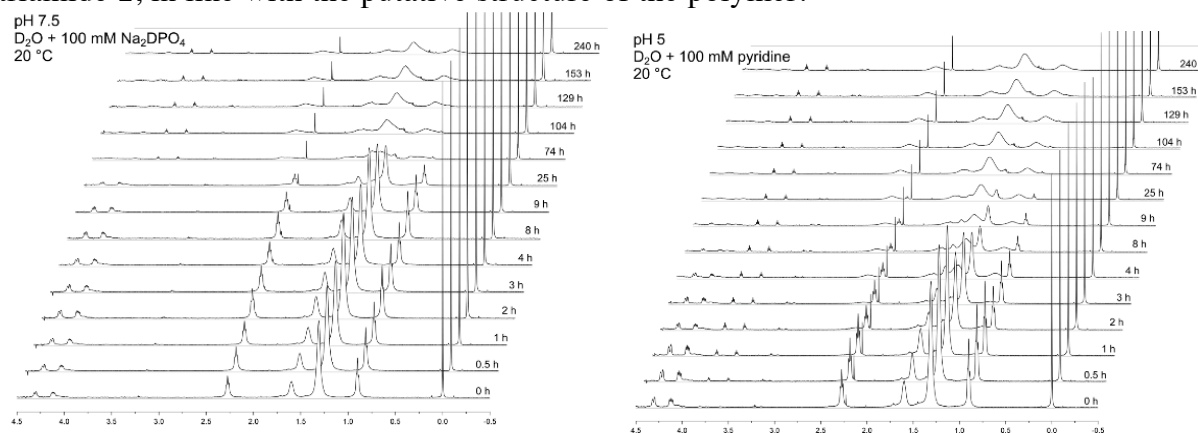 pH 7.5
D₂O + 100 mM Na₂DPO₄
20 °C
240 h
153 h
129 h
104 h
74 h
25 h
9 h
8 h
4 h
3 h
2 h
1 h
0.5 h
0 h
4.5 4.0 3.5 3.0 2.5 2.0 1.5 1.0 0.5 0.0 -0.5
pH 5
D₂O + 100 mM pyridine
20 °C
240
153 h
129 h
104 h
74 h
25 h
9 h
8 h
4 h
3 h
2 h
1 h
0.5 h
0 h
4.5 4.0 3.5 3.0 2.5 2.0 1.5 1.0 0.5 0.0 -0.5